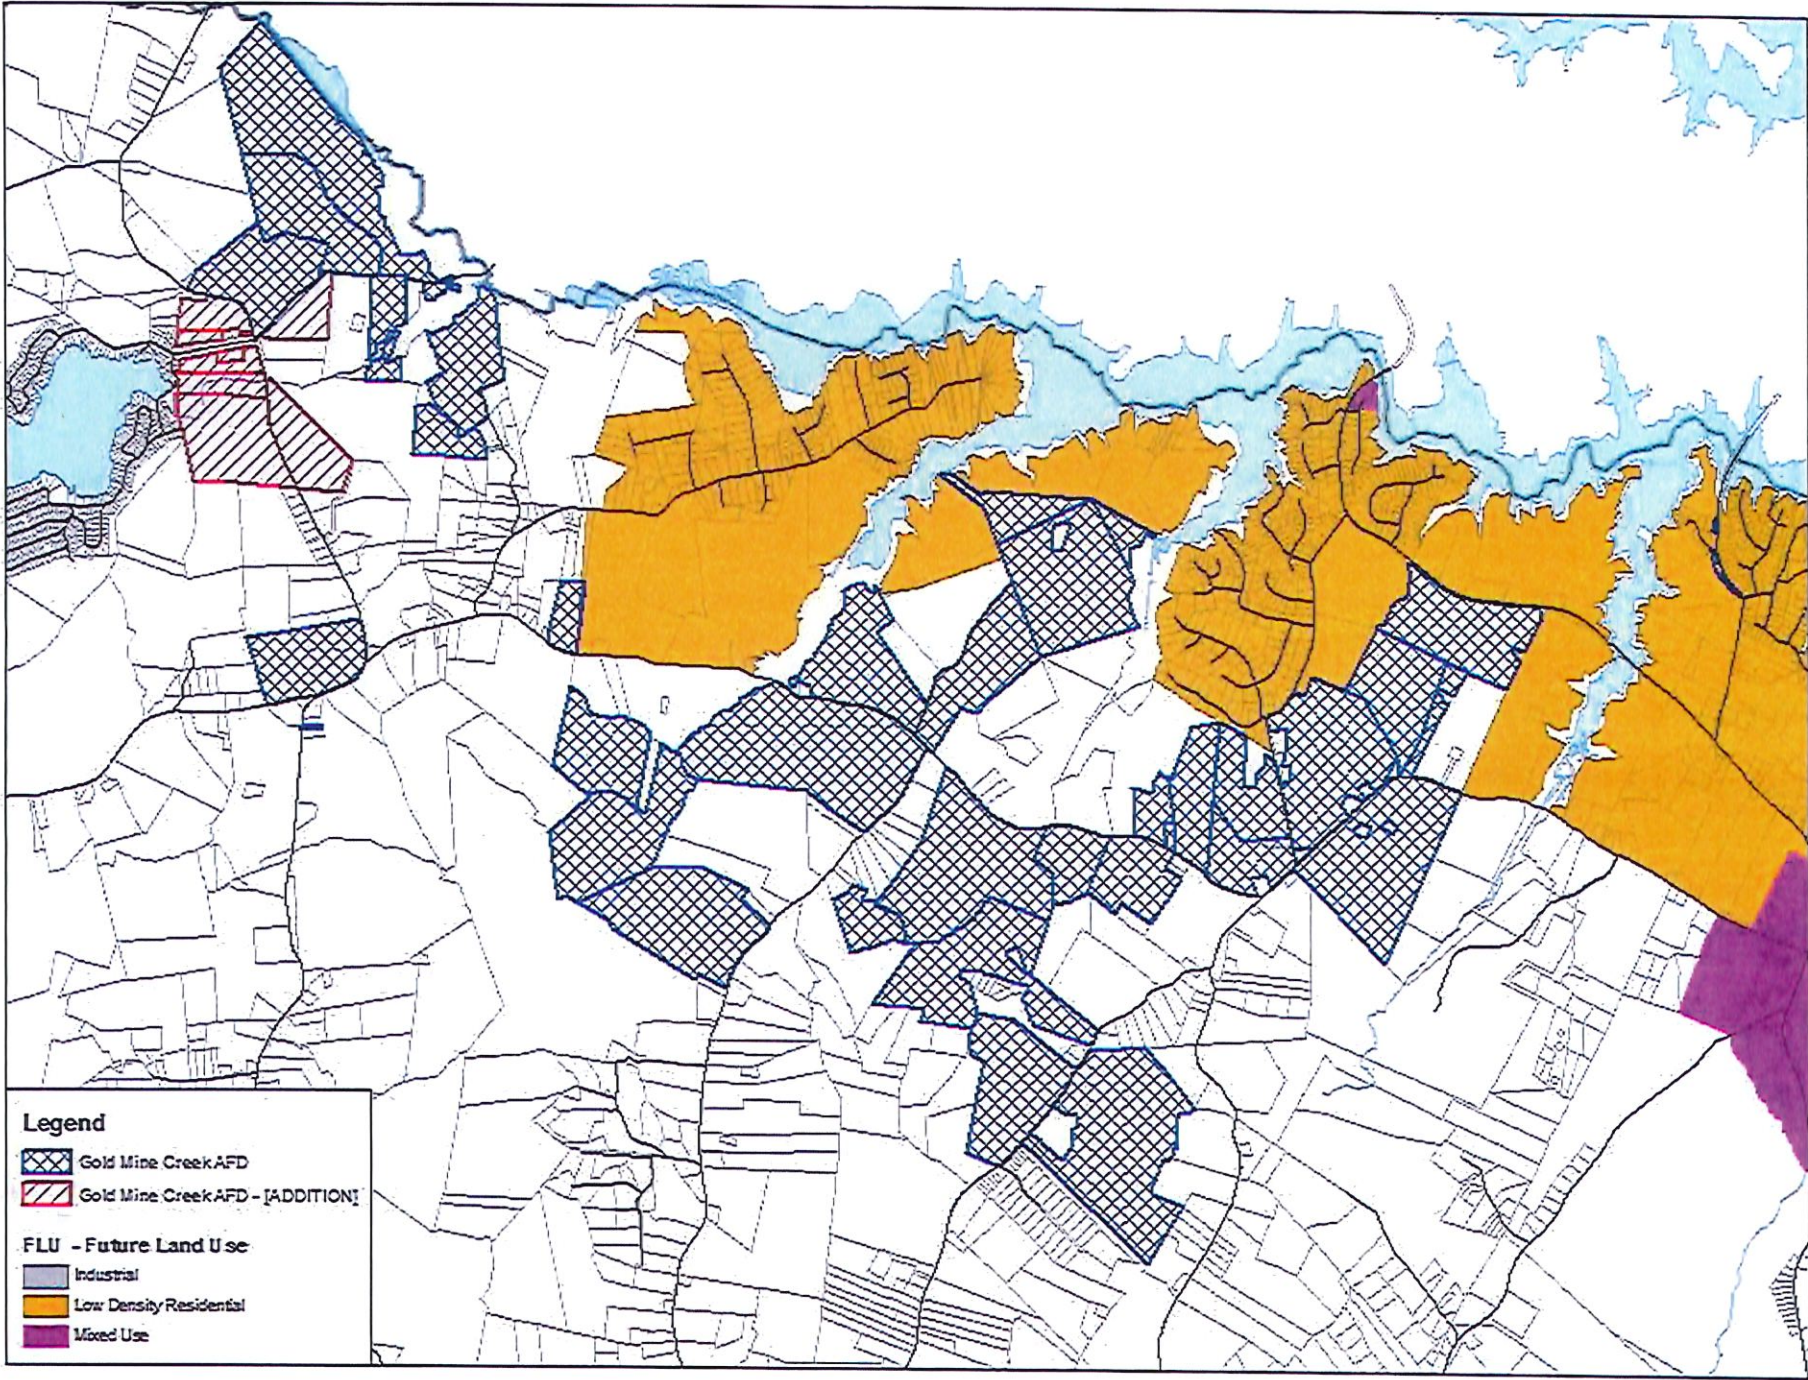 Legend
Gold Mine Creek AFD
Gold Mine Creek AFD - [ADDITION]
FLU - Future Land Use
Industrial
Low Density Residential
Mixed Use